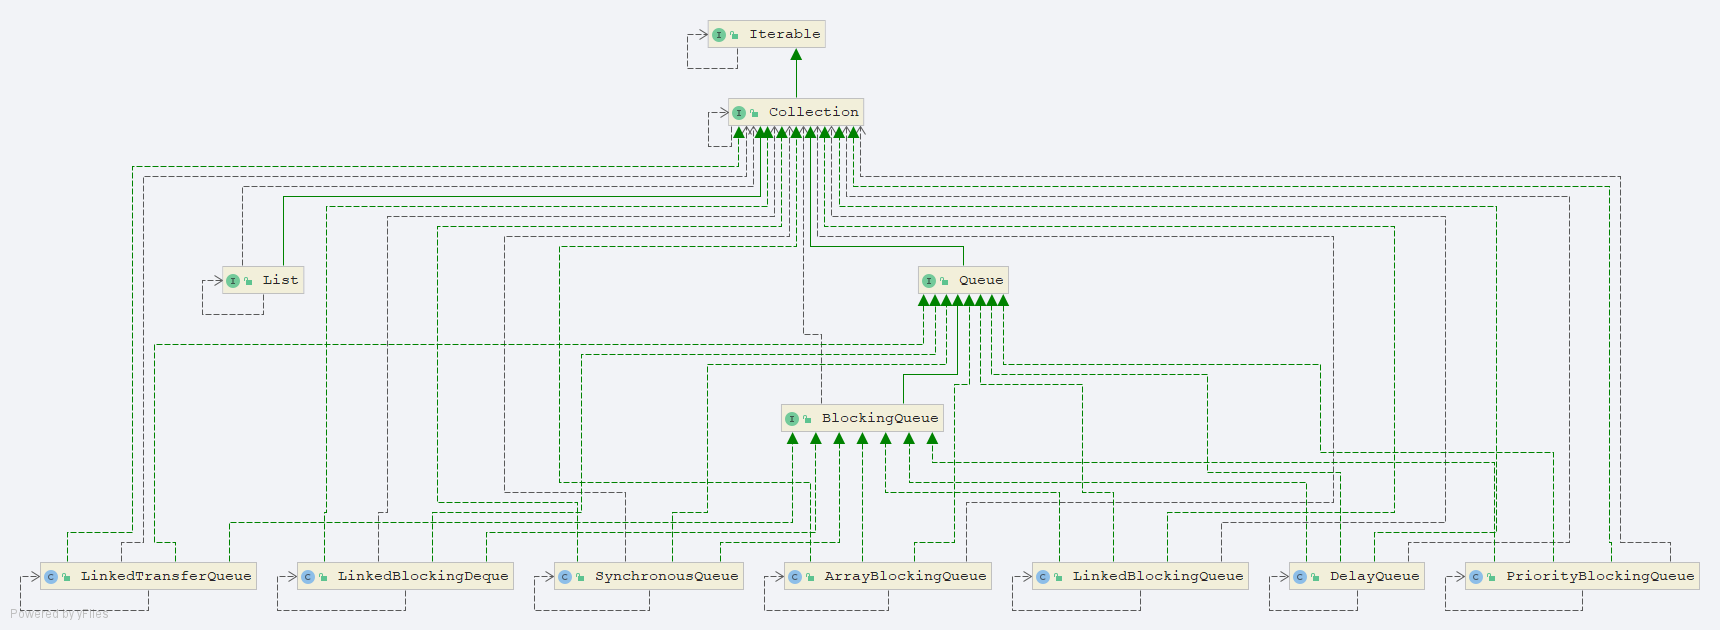 I Iterable
I Collection
I List
I Queue
I BlockingQueue
C LinkedTransferQueue
C LinkedBlockingDeque
C SynchronousQueue
C ArrayBlockingQueue
C LinkedBlockingQueue
C DelayQueue
C PriorityBlockingQueue
Powered by yFiles